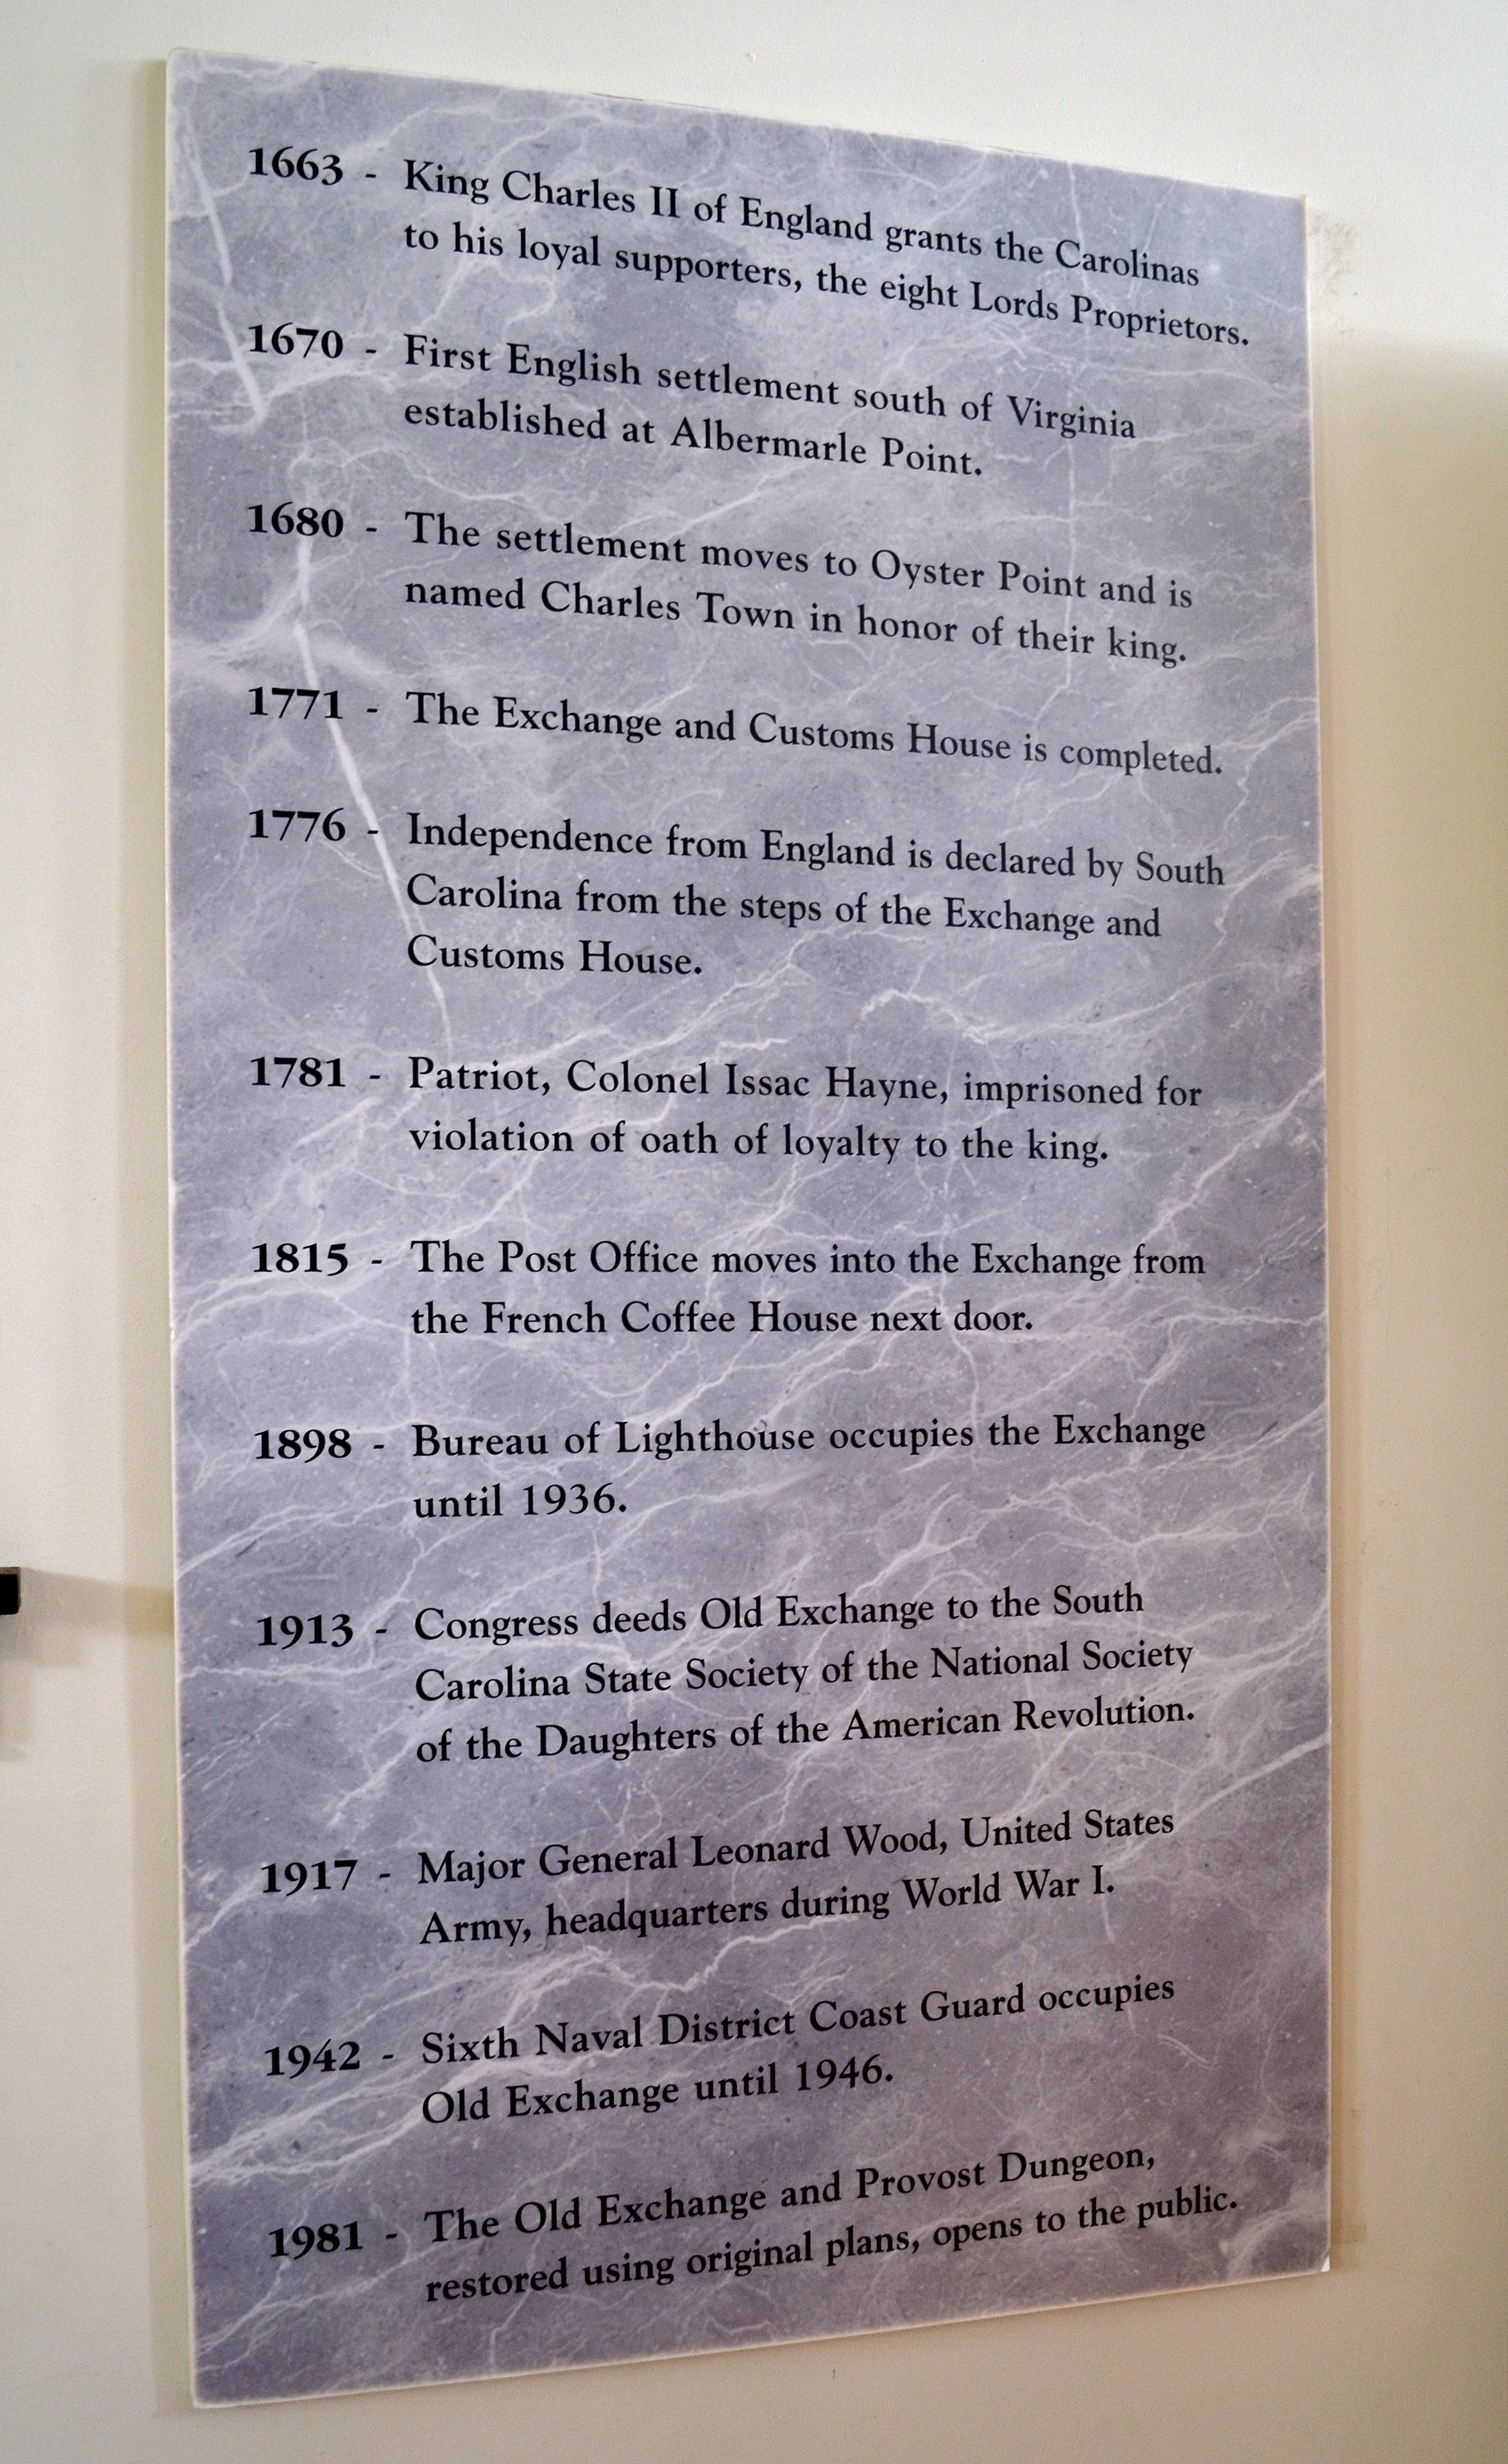 1663 - King Charles II of England grants the Carolinas
to his loyal supporters, the eight Lords Proprietors.
1670 - First English settlement south of Virginia
established at Albermarle Point.
1680 - The settlement moves to Oyster Point and is
named Charles Town in honor of their king.
1771 - The Exchange and Customs House is completed.
1776 - Independence from England is declared by South
Carolina from the steps of the Exchange and
Customs House.
1781 - Patriot, Colonel Issac Hayne, imprisoned for
violation of oath of loyalty to the king.
1815 - The Post Office moves into the Exchange from
the French Coffee House next door.
1898 - Bureau of Lighthouse occupies the Exchange
until 1936.
1913 - Congress deeds Old Exchange to the South
Carolina State Society of the National Society
of the Daughters of the American Revolution.
1917 - Major General Leonard Wood, United States
Army, headquarters during World War I.
1942 - Sixth Naval District Coast Guard occupies
Old Exchange until 1946.
1981 - The Old Exchange and Provost Dungeon,
restored using original plans, opens to the public.